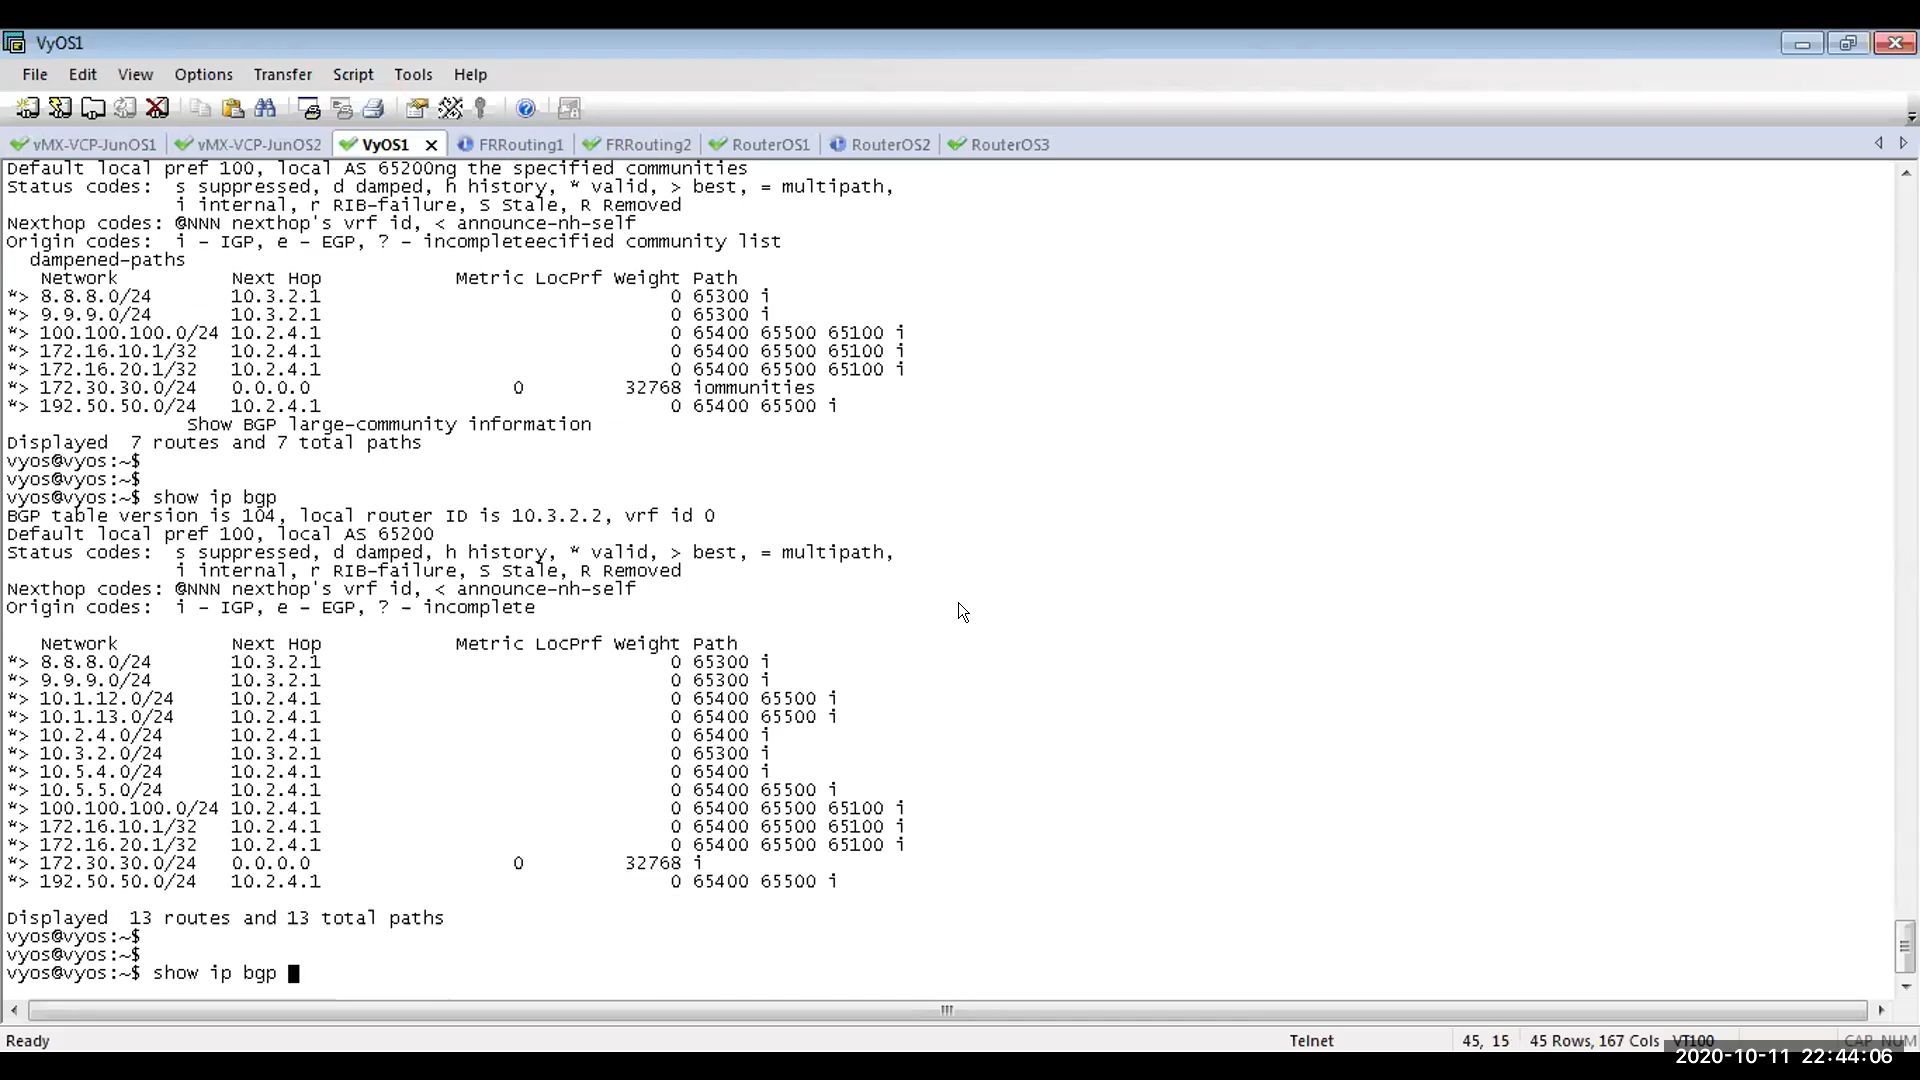 VyOS1
File Edit View Options Transfer Script Tools Help
vMX-VCP-JunOS1 vMX-VCP-JunOS2 VyOS1 FRRouting1 FRRouting2 RouterOS1 RouterOS2 RouterOS3
Default local pref 100, local AS 65200ng the specified communities
Status codes:  s suppressed, d damped, h history, * valid, > best, = multipath,
               i internal, r RIB-failure, S Stale, R Removed
Nexthop codes: @NNN nexthop's vrf id, < announce-nh-self
Origin codes:  i - IGP, e - EGP, ? - incompleteecified community list
  dampened-paths
   Network          Next Hop            Metric LocPrf Weight Path
*> 8.8.8.0/24       10.3.2.1                               0 65300 i
*> 9.9.9.0/24       10.3.2.1                               0 65300 i
*> 100.100.100.0/24 10.2.4.1                               0 65400 65500 65100 i
*> 172.16.10.1/32   10.2.4.1                               0 65400 65500 65100 i
*> 172.16.20.1/32   10.2.4.1                               0 65400 65500 65100 i
*> 172.30.30.0/24   0.0.0.0                  0         32768 iommunities
*> 192.50.50.0/24   10.2.4.1                               0 65400 65500 i
                Show BGP large-community information
Displayed  7 routes and 7 total paths
vyos@vyos:~$
vyos@vyos:~$
vyos@vyos:~$ show ip bgp
BGP table version is 104, local router ID is 10.3.2.2, vrf id 0
Default local pref 100, local AS 65200
Status codes:  s suppressed, d damped, h history, * valid, > best, = multipath,
               i internal, r RIB-failure, S Stale, R Removed
Nexthop codes: @NNN nexthop's vrf id, < announce-nh-self
Origin codes:  i - IGP, e - EGP, ? - incomplete
   Network          Next Hop            Metric LocPrf Weight Path
*> 8.8.8.0/24       10.3.2.1                               0 65300 i
*> 9.9.9.0/24       10.3.2.1                               0 65300 i
*> 10.1.12.0/24     10.2.4.1                               0 65400 65500 i
*> 10.1.13.0/24     10.2.4.1                               0 65400 65500 i
*> 10.2.4.0/24      10.2.4.1                               0 65400 i
*> 10.3.2.0/24      10.3.2.1                               0 65300 i
*> 10.5.4.0/24      10.2.4.1                               0 65400 i
*> 10.5.5.0/24      10.2.4.1                               0 65400 65500 i
*> 100.100.100.0/24 10.2.4.1                               0 65400 65500 65100 i
*> 172.16.10.1/32   10.2.4.1                               0 65400 65500 65100 i
*> 172.16.20.1/32   10.2.4.1                               0 65400 65500 65100 i
*> 172.30.30.0/24   0.0.0.0                  0         32768 i
*> 192.50.50.0/24   10.2.4.1                               0 65400 65500 i
Displayed  13 routes and 13 total paths
vyos@vyos:~$
vyos@vyos:~$
vyos@vyos:~$ show ip bgp
Ready Telnet 45, 15 45 Rows, 167 Cols VT100 CAP NUM
2020-10-11 22:44:06